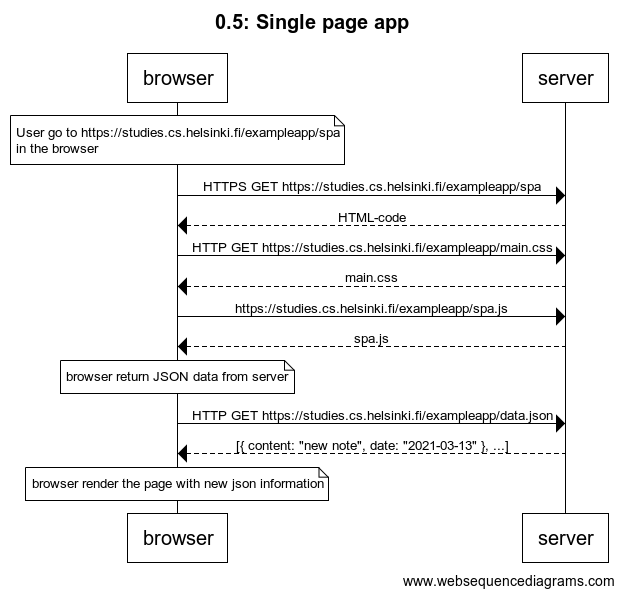 0.5: Single page app
browser
server
User go to https://studies.cs.helsinki.fi/exampleapp/spa
in the browser
HTTPS GET https://studies.cs.helsinki.fi/exampleapp/spa
HTML-code
HTTP GET https://studies.cs.helsinki.fi/exampleapp/main.css
main.css
https://studies.cs.helsinki.fi/exampleapp/spa.js
spa.js
browser return JSON data from server
HTTP GET https://studies.cs.helsinki.fi/exampleapp/data.json
[{ content: "new note", date: "2021-03-13" }, ...]
browser render the page with new json information
browser
server
www.websequencediagrams.com